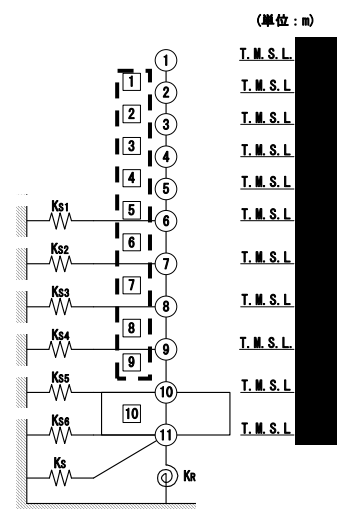 (単位:m)
1 T.M.S.L.
1
2 T.M.S.L
2
3 T.M.S.L
3
4 T.M.S.L
4
5 T.M.S.L
Ks1 5
6 T.M.S.L
Ks2 6
7 T.M.S.L
Ks3 7
8 T.M.S.L
Ks4 8
9 T.M.S.L.
Ks5 9
10 T.M.S.L
Ks6 10
11 T.M.S.L
Ks
KR